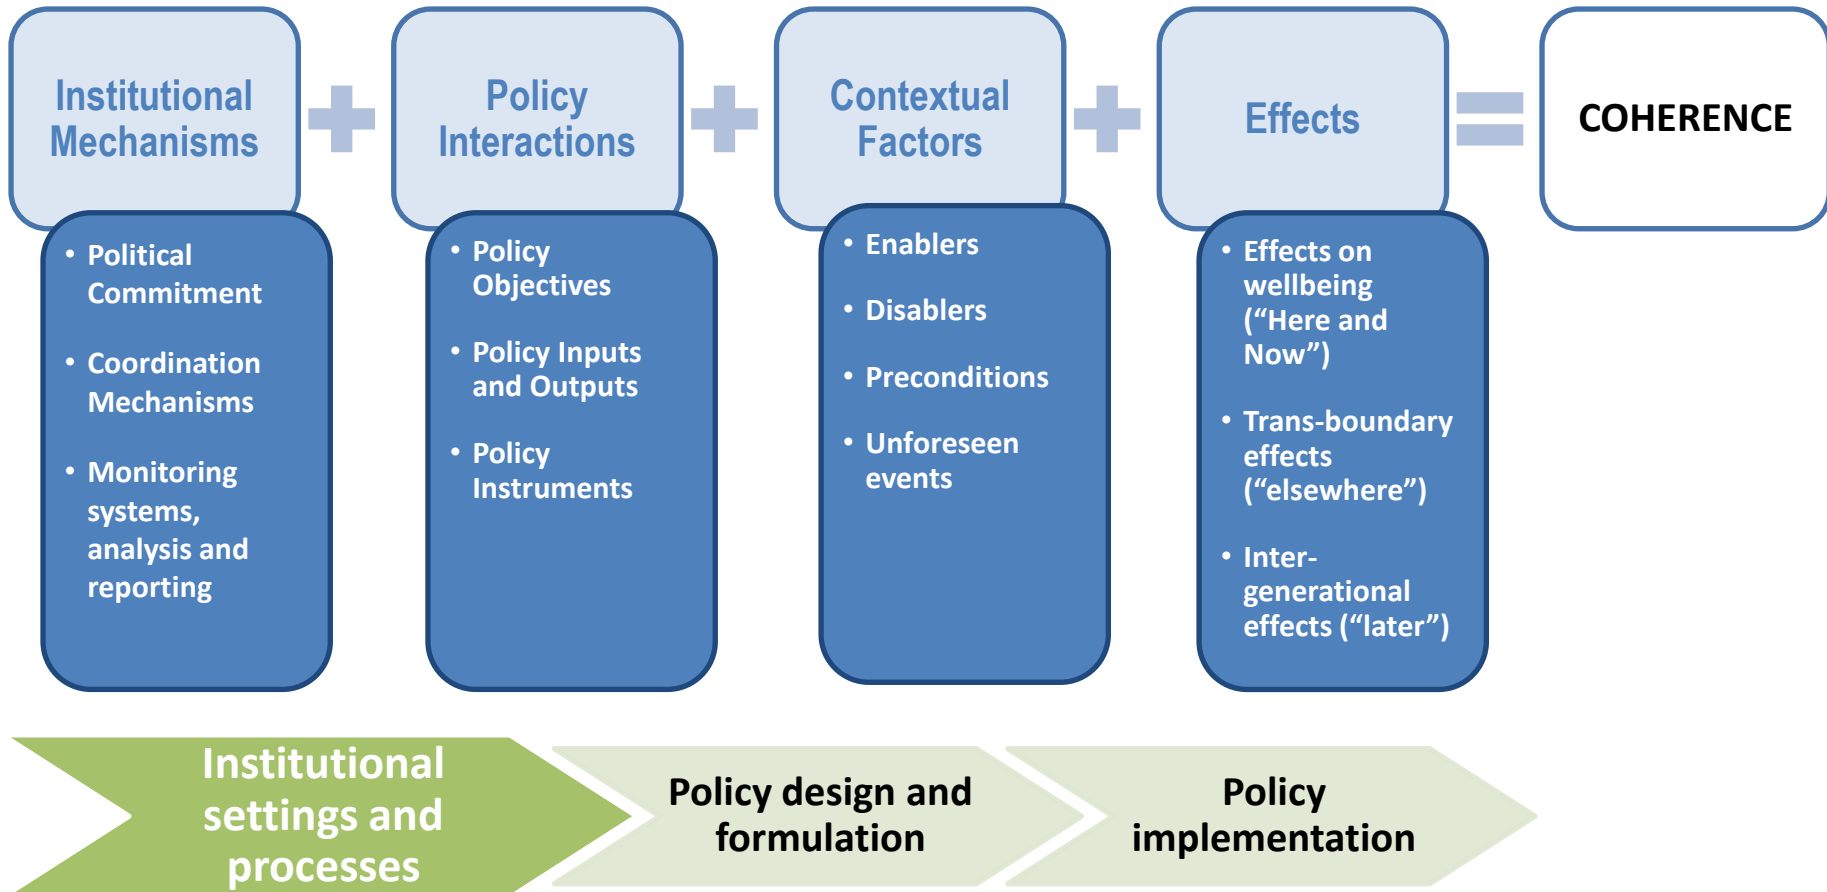 Institutional
Mechanisms
Policy
Interactions
Contextual
Factors
Effects
COHERENCE
• Political
Commitment
• Coordination
Mechanisms
• Monitoring
systems,
analysis and
reporting
• Policy
Objectives
• Policy Inputs
and Outputs
• Policy
Instruments
• Enablers
• Disablers
• Preconditions
• Unforeseen
events
• Effects on
wellbeing
(“Here and
Now”)
• Trans-boundary
effects
(“elsewhere”)
• Inter-
generational
effects (“later”)
Institutional
settings and
processes
Policy design and
formulation
Policy
implementation